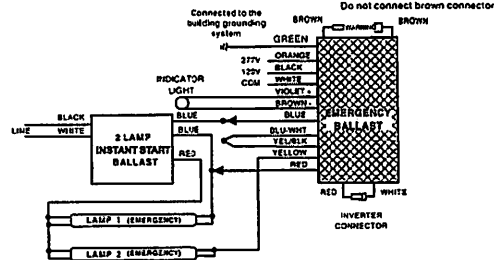 Do not connect brown connector
Connected to the
building grounding
system
BROWN
WARNING
BROWN
GREEN
277V
ORANGE
120V
BLACK
COM
WHITE
INDICATOR
LIGHT
VIOLET +
BROWN -
BLUE
BLUE
BLACK
LINE
WHITE
2 LAMP
INSTANT START
BALLAST
BLUE
RED
EMERGENCY
BALLAST
BLU-WHT
YEL/BLK
YELLOW
RED
RED
WHITE
INVERTER
CONNECTOR
LAMP 1 (EMERGENCY)
LAMP 2 (EMERGENCY)